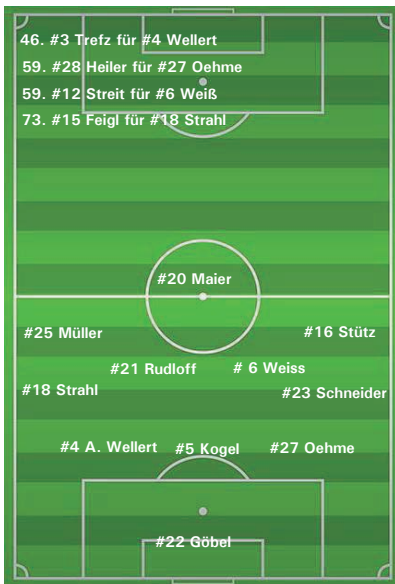 46. #3 Trefz für #4 Wellert
59. #28 Heiler für #27 Oehme
59. #12 Streit für #6 Weiß
73. #15 Feigl für #18 Strahl
#20 Maier
#25 Müller
#16 Stütz
#21 Rudloff
# 6 Weiss
#18 Strahl
#23 Schneider
#4 A. Wellert
#5 Kogel
#27 Oehme
#22 Göbel